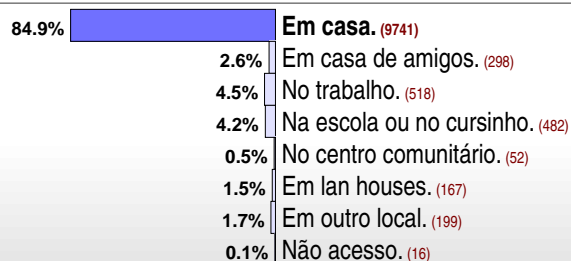 84.9% Em casa. (9741)
2.6% Em casa de amigos. (298)
4.5% No trabalho. (518)
4.2% Na escola ou no cursinho. (482)
0.5% No centro comunitário. (52)
1.5% Em lan houses. (167)
1.7% Em outro local. (199)
0.1% Não acesso. (16)